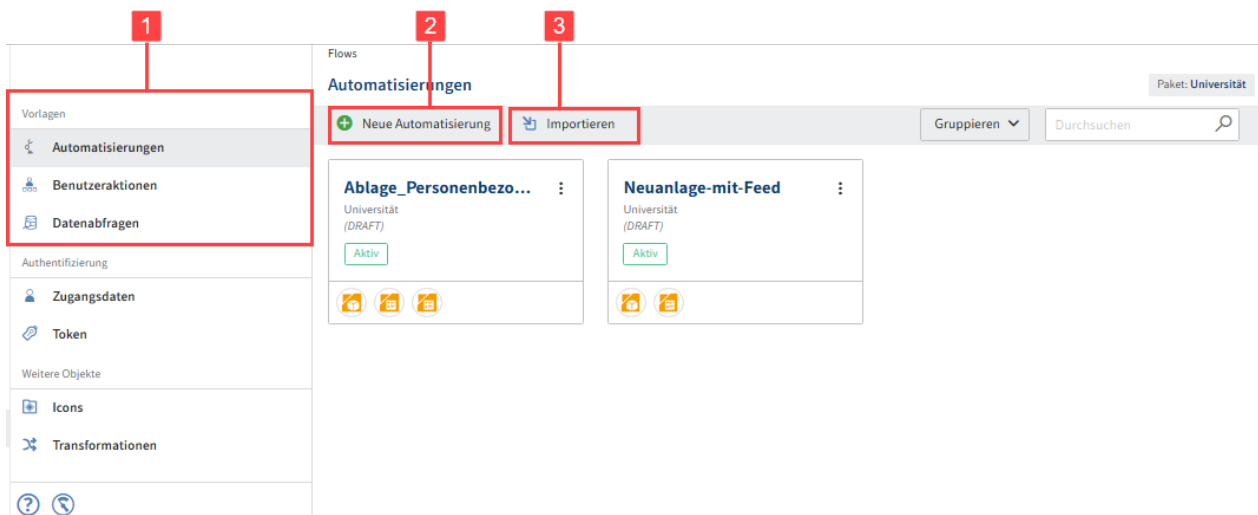 1
2
3
Vorlagen
Automatisierungen
Benutzeraktionen
Datenabfragen
Authentifizierung
Zugangsdaten
Token
Weitere Objekte
Icons
Transformationen
Flows
Automatisierungen
Paket: Universität
Neue Automatisierung
Importieren
Gruppieren
Durchsuchen
Ablage_Personenbezo...
Universität
(DRAFT)
Aktiv
Neuanlage-mit-Feed
Universität
(DRAFT)
Aktiv